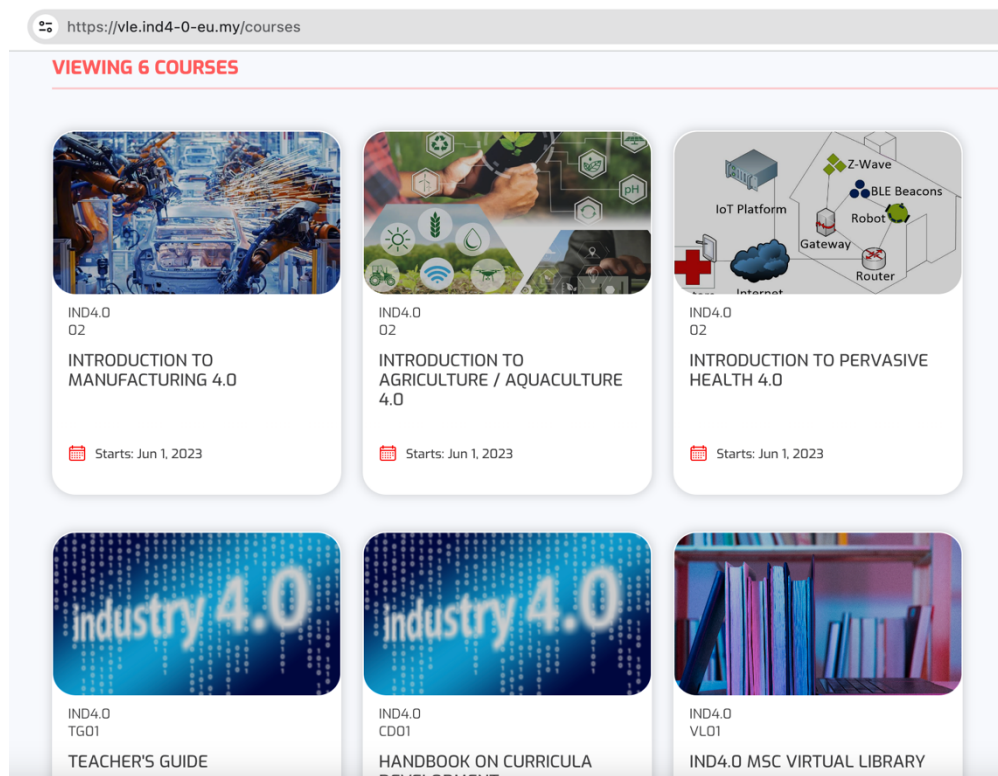 https://vle.ind4-0-eu.my/courses
VIEWING 6 COURSES
pH
Z-Wave
BLE Beacons
IoT Platform
Robot
Gateway
Router
Internet
IND4.0
02
INTRODUCTION TO
MANUFACTURING 4.0
Starts: Jun 1, 2023
IND4.0
02
INTRODUCTION TO
AGRICULTURE / AQUACULTURE
4.0
Starts: Jun 1, 2023
IND4.0
02
INTRODUCTION TO PERVASIVE
HEALTH 4.0
Starts: Jun 1, 2023
industry 4.0
IND4.0
TG01
TEACHER'S GUIDE
industry 4.0
IND4.0
CD01
HANDBOOK ON CURRICULA
DEVELOPMENT
IND4.0
VL01
IND4.0 MSC VIRTUAL LIBRARY